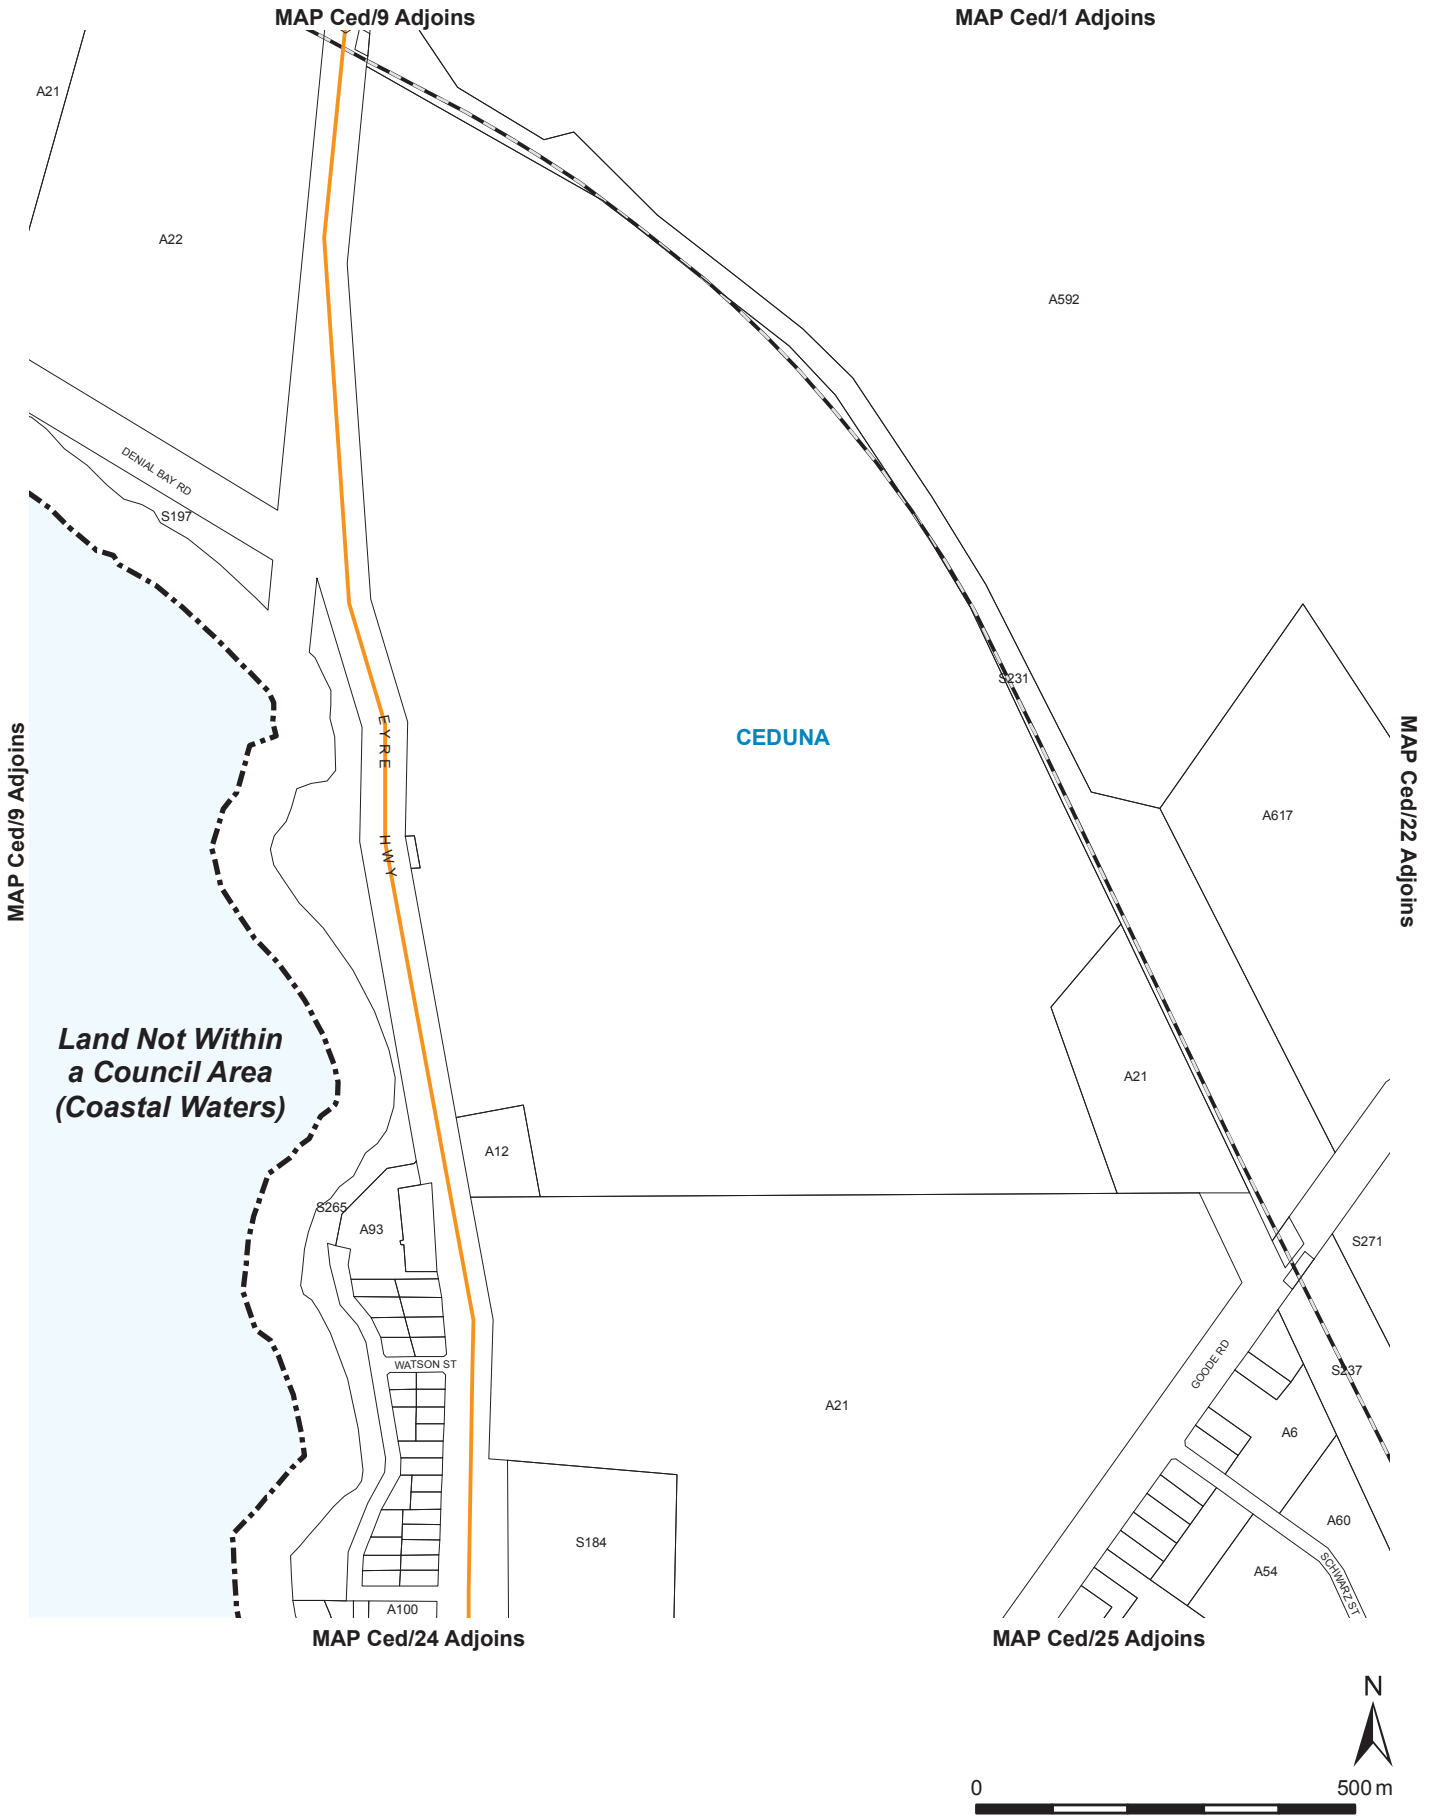 MAP Ced/9 Adjoins
MAP Ced/1 Adjoins
A21
A22
A592
DENIAL BAY RD
S197
S231
EYRE
HWY
CEDUNA
MAP Ced/9 Adjoins
MAP Ced/22 Adjoins
A617
Land Not Within
a Council Area
(Coastal Waters)
A21
A12
S265
A93
S271
WATSON ST
GOODE RD
S237
A21
A6
S184
A60
A54
SCHWARZ ST
A100
MAP Ced/24 Adjoins
MAP Ced/25 Adjoins
N
0
500 m